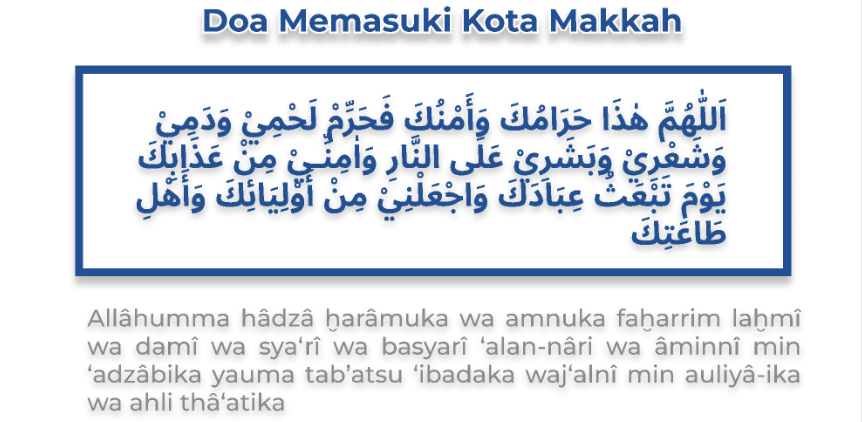 Doa Memasuki Kota Makkah
اَللّٰهُمَّ هٰذَا حَرَامُكَ وَأَمْنُكَ فَحَرِّمْ لَحْمِيْ وَدَمِيْ
وَشَعْرِيْ وَبَشَرِيْ عَلَى النَّارِ وَاٰمِنِّـيْ مِنْ عَذَابِكَ
يَوْمَ تَبْعَثُ عِبَادَكَ وَاجْعَلْنِيْ مِنْ أَوْلِيَائِكَ وَأَهْلِ
طَاعَتِكَ
Allâhumma hâdzâ ḫarâmuka wa amnuka faḫarrim laḫmî
wa damî wa sya‘rî wa basyarî ‘alan-nâri wa âminnî min
‘adzâbika yauma tab’atsu ‘ibadaka waj‘alnî min auliyâ-ika
wa ahli thâ‘atika